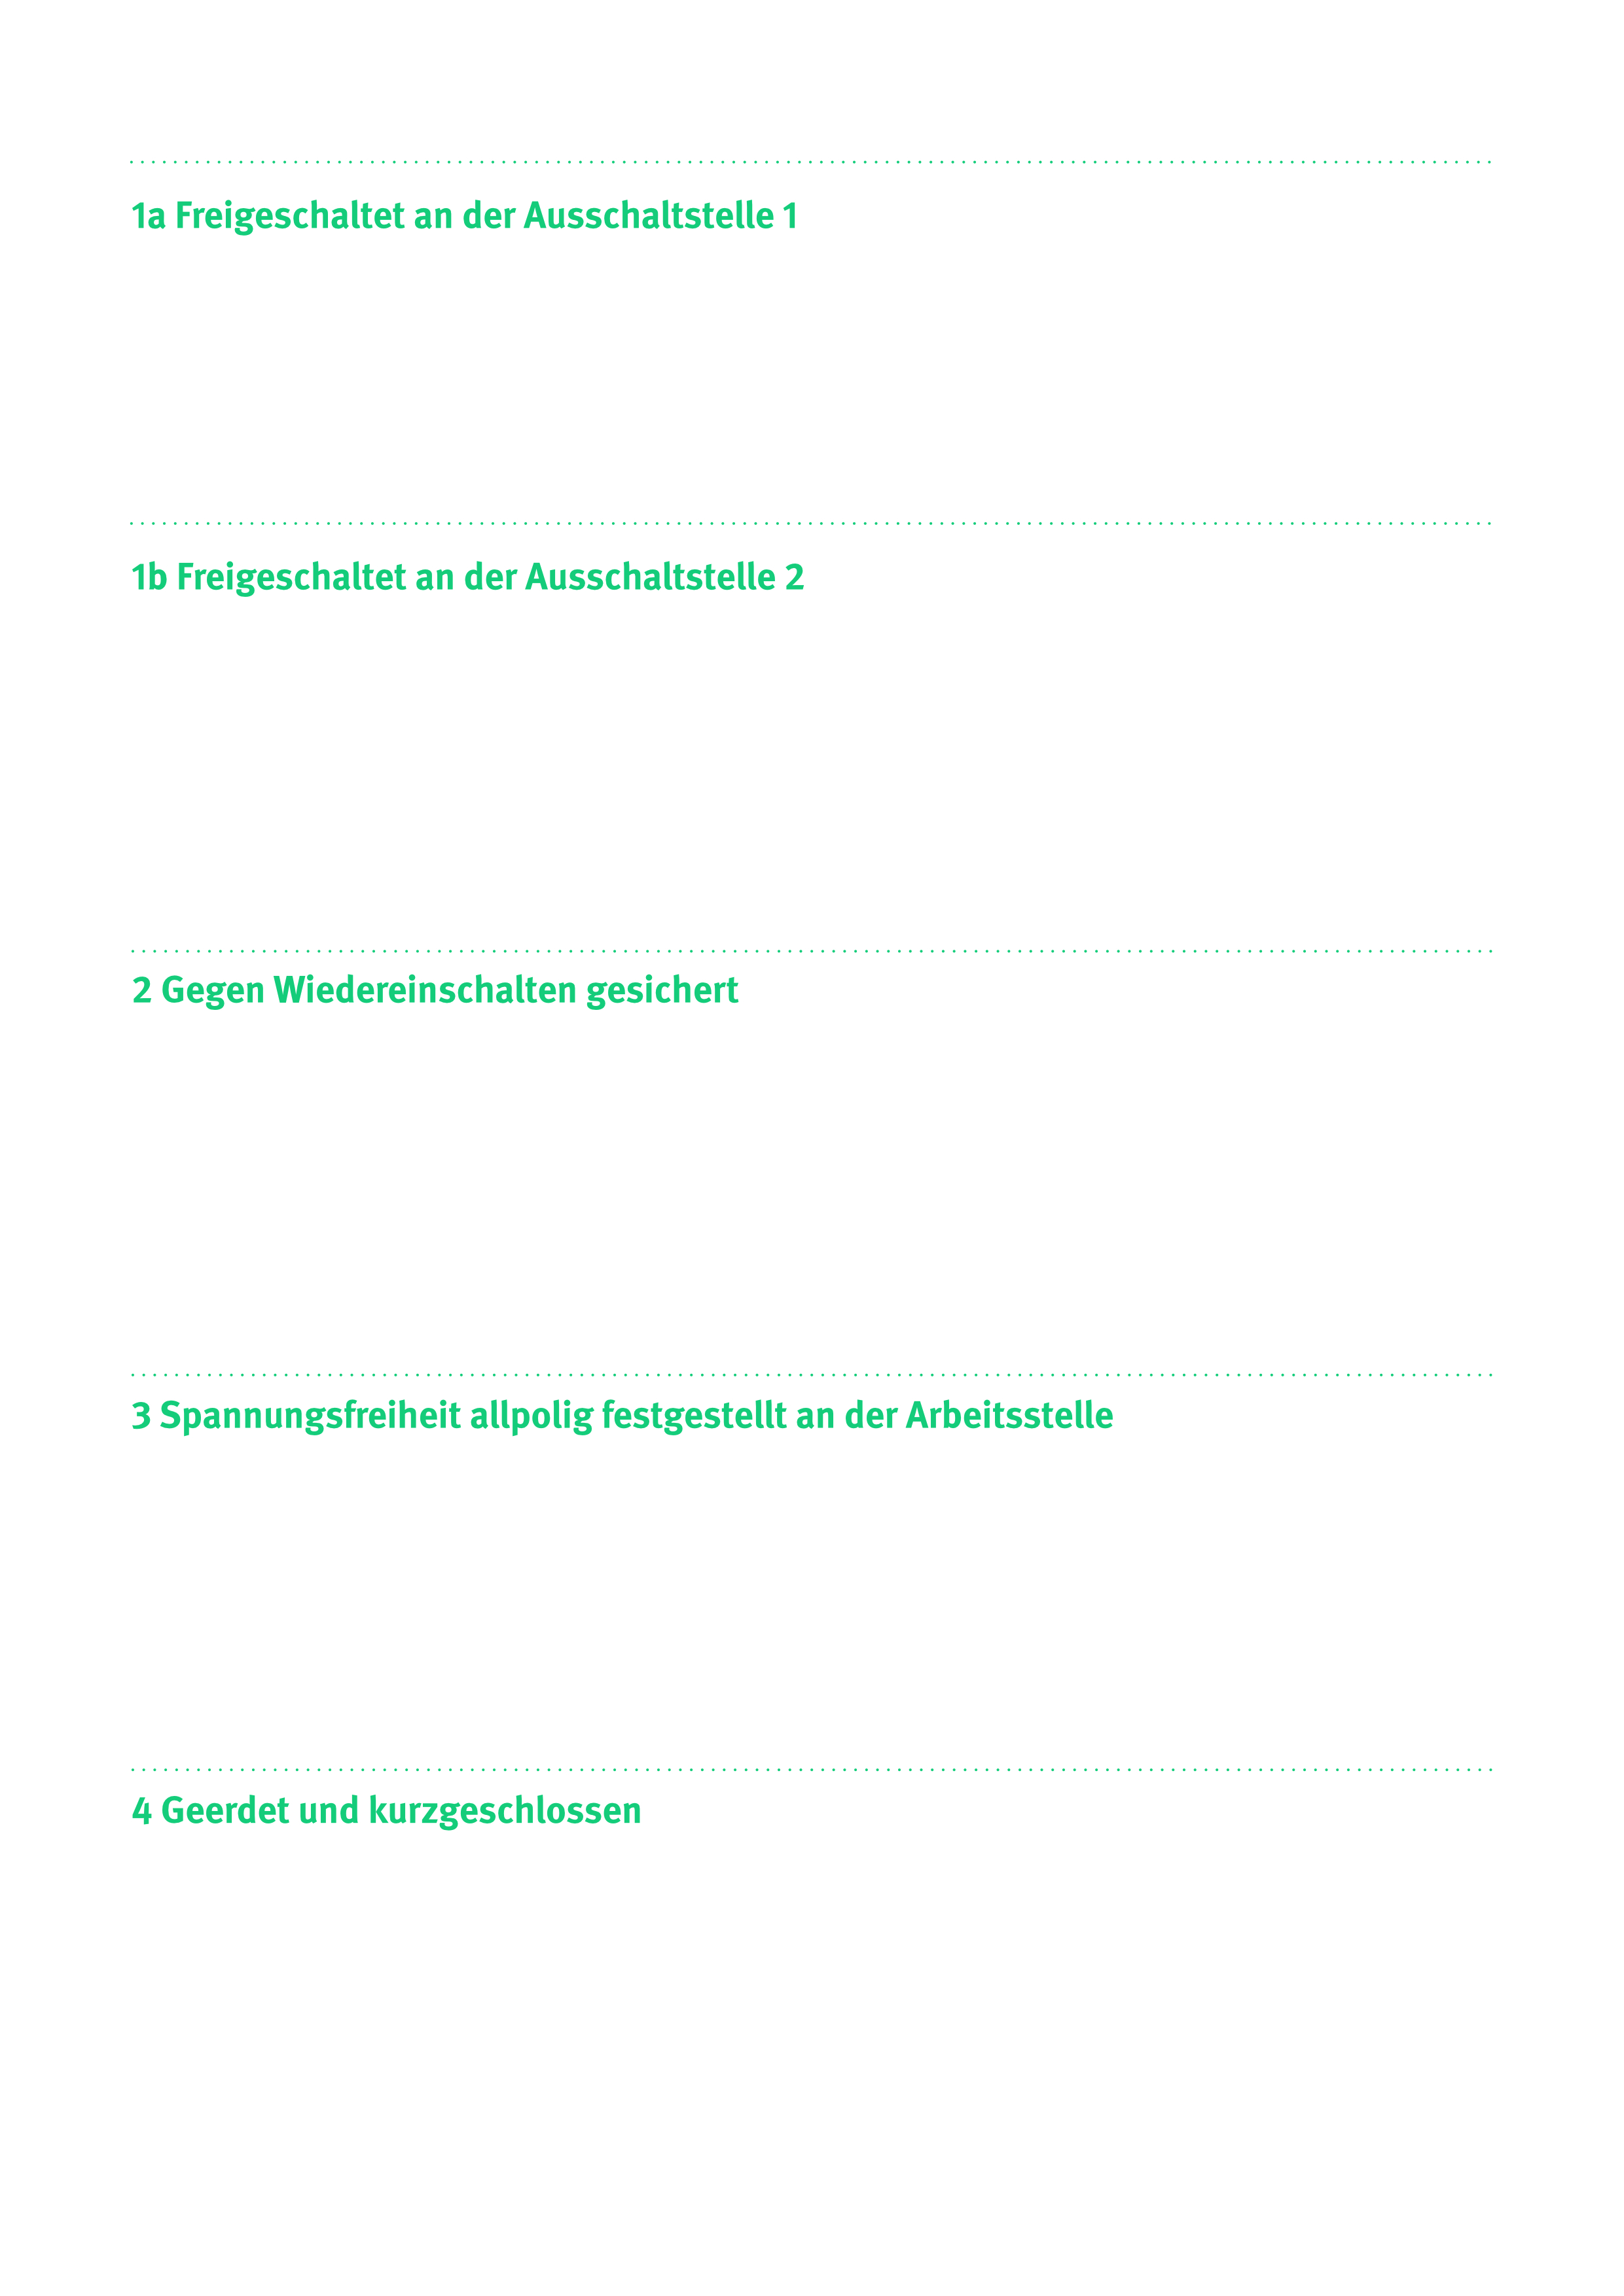 1a Freigeschaltet an der Ausschaltstelle 1
1b Freigeschaltet an der Ausschaltstelle 2
2 Gegen Wiedereinschalten gesichert
3 Spannungsfreiheit allpolig festgestellt an der Arbeitsstelle
4 Geerdet und kurzgeschlossen